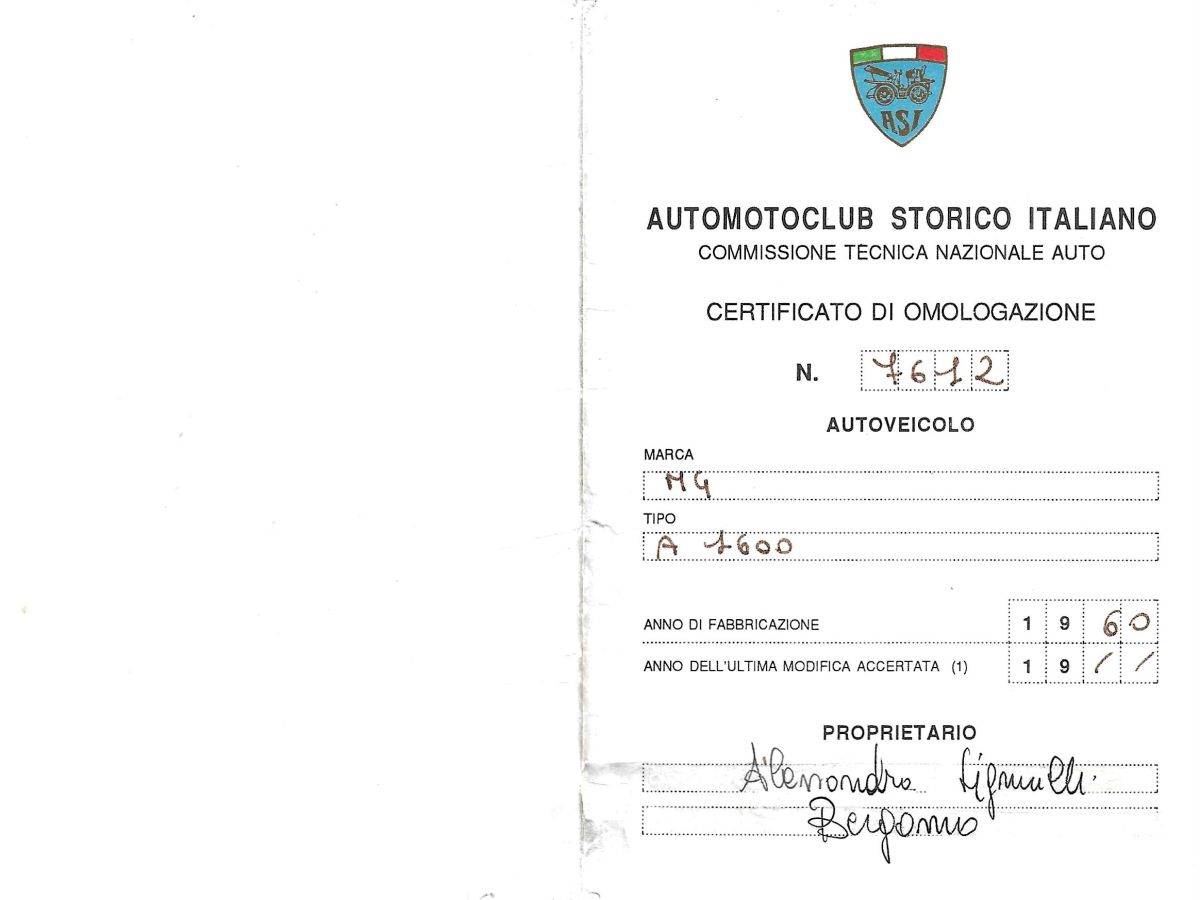 ASI
AUTOMOTOCLUB STORICO ITALIANO
COMMISSIONE TECNICA NAZIONALE AUTO
CERTIFICATO DI OMOLOGAZIONE
N. 7612
AUTOVEICOLO
MARCA
MG
TIPO
A 1600
ANNO DI FABBRICAZIONE 1960
ANNO DELL'ULTIMA MODIFICA ACCERTATA (1) 19 / /
PROPRIETARIO
Alessandra
Bergamo